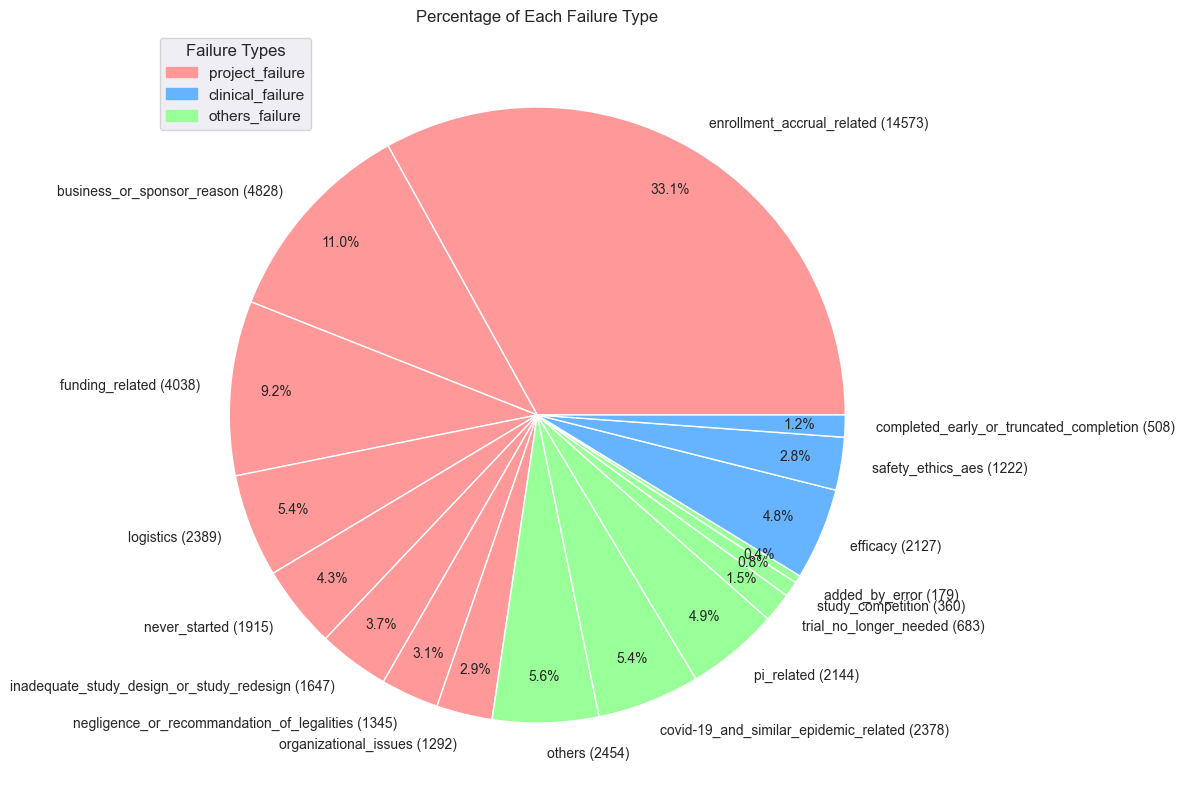 Percentage of Each Failure Type
Failure Types
project_failure
clinical_failure
others_failure
enrollment_accrual_related (14573)
33.1%
business_or_sponsor_reason (4828)
11.0%
funding_related (4038)
9.2%
logistics (2389)
5.4%
never_started (1915)
4.3%
inadequate_study_design_or_study_redesign (1647)
3.7%
negligence_or_recommandation_of_legalities (1345)
3.1%
organizational_issues (1292)
2.9%
others (2454)
5.6%
covid-19_and_similar_epidemic_related (2378)
5.4%
pi_related (2144)
4.9%
trial_no_longer_needed (683)
1.5%
study_competition (360)
0.8%
added_by_error (179)
0.4%
efficacy (2127)
4.8%
safety_ethics_aes (1222)
2.8%
completed_early_or_truncated_completion (508)
1.2%